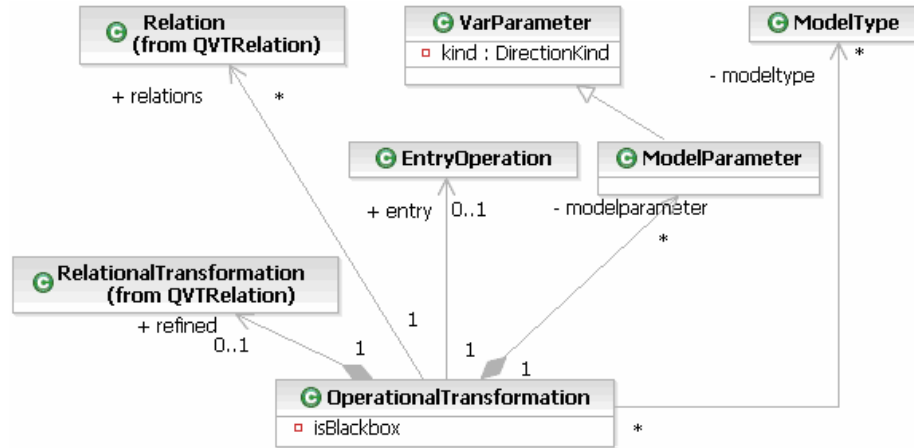 Relation
(from QVTRelation)
VarParameter
kind : DirectionKind
ModelType
*
- modeltype
+ relations
*
EntryOperation
ModelParameter
+ entry
0..1
- modelparameter
*
RelationalTransformation
(from QVTRelation)
+ refined
0..1
1
1
1
1
OperationalTransformation
isBlackbox
*